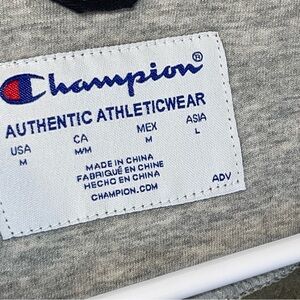 Champion®
AUTHENTIC ATHLETICWEAR
USA CA MEX ASIA
M M/M M L
MADE IN CHINA
FABRIQUÉ EN CHINE
HECHO EN CHINA
CHAMPION.COM
ADV